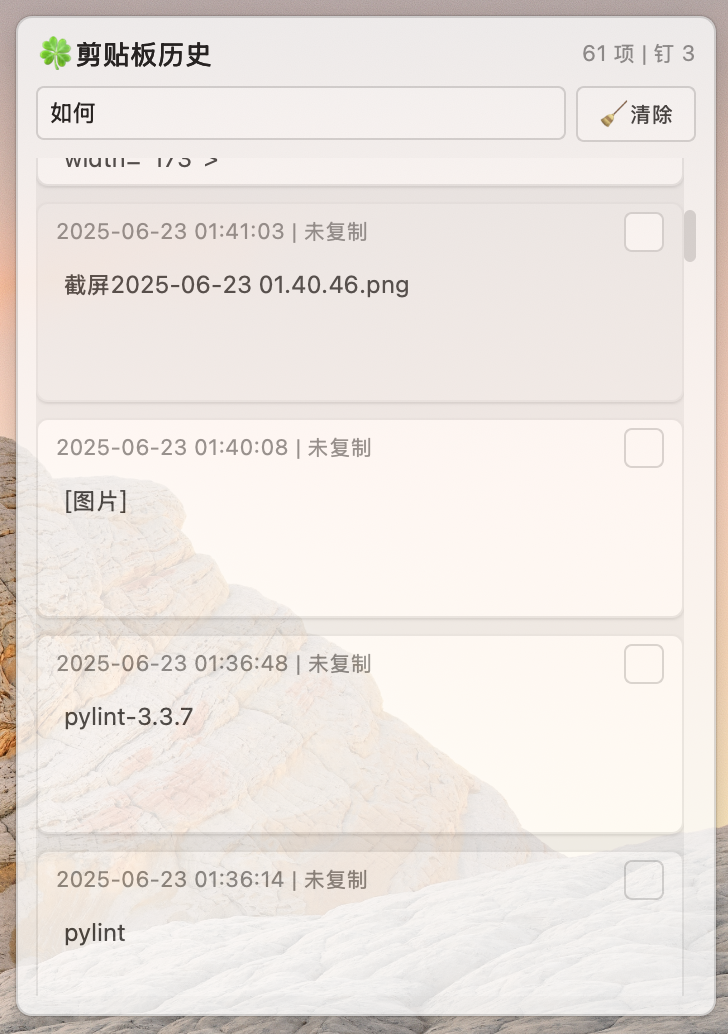 剪贴板历史
61 项 | 钉 3
如何
清除
2025-06-23 01:41:03 | 未复制
截屏2025-06-23 01.40.46.png
2025-06-23 01:40:08 | 未复制
[图片]
2025-06-23 01:36:48 | 未复制
pylint-3.3.7
2025-06-23 01:36:14 | 未复制
pylint